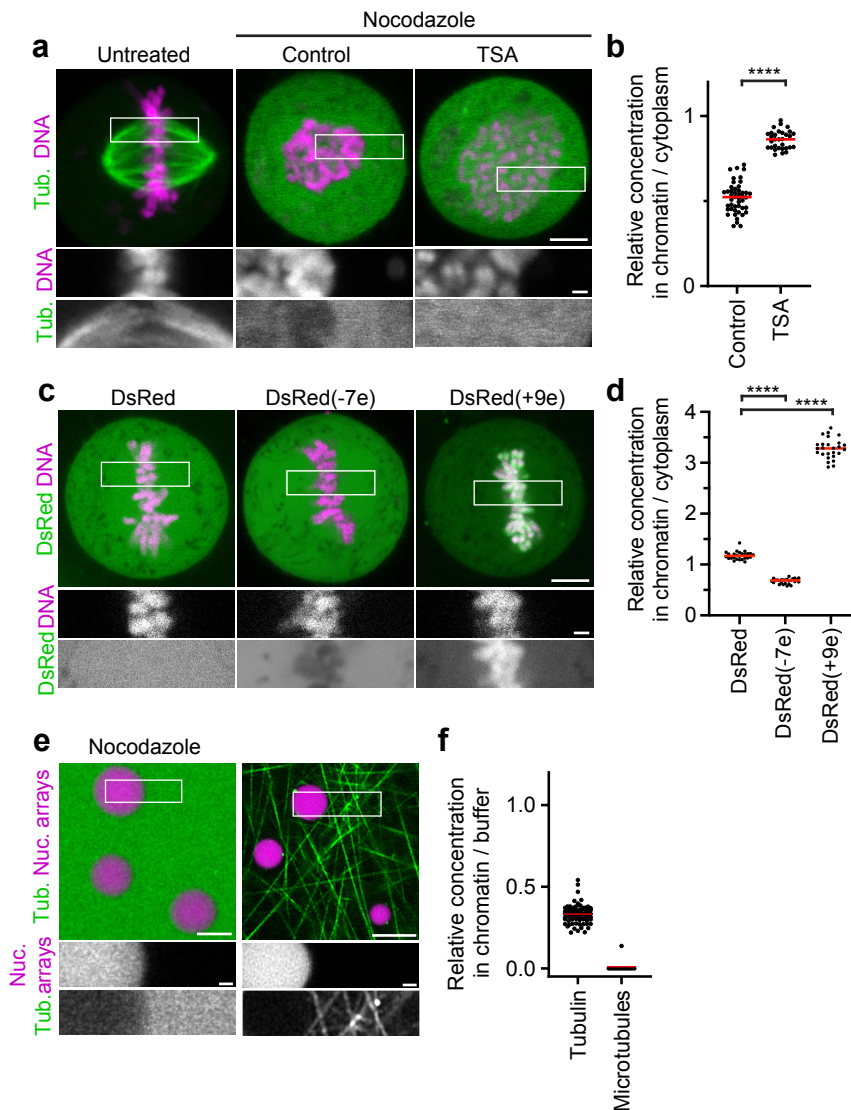 Nocodazole
a
Untreated
Control
TSA
Tub. DNA
Tub. DNA
b
****
Relative concentration
in chromatin / cytoplasm
1
0
Control
TSA
c
DsRed
DsRed(-7e)
DsRed(+9e)
DsRed DNA
DsRed DNA
d
****
****
Relative concentration
in chromatin / cytoplasm
4
3
2
1
0
DsRed
DsRed(-7e)
DsRed(+9e)
e
Nocodazole
Tub. Nuc. arrays
Nuc.
Tub.arrays
f
Relative concentration
in chromatin / buffer
1.0
0.5
0.0
Tubulin
Microtubules